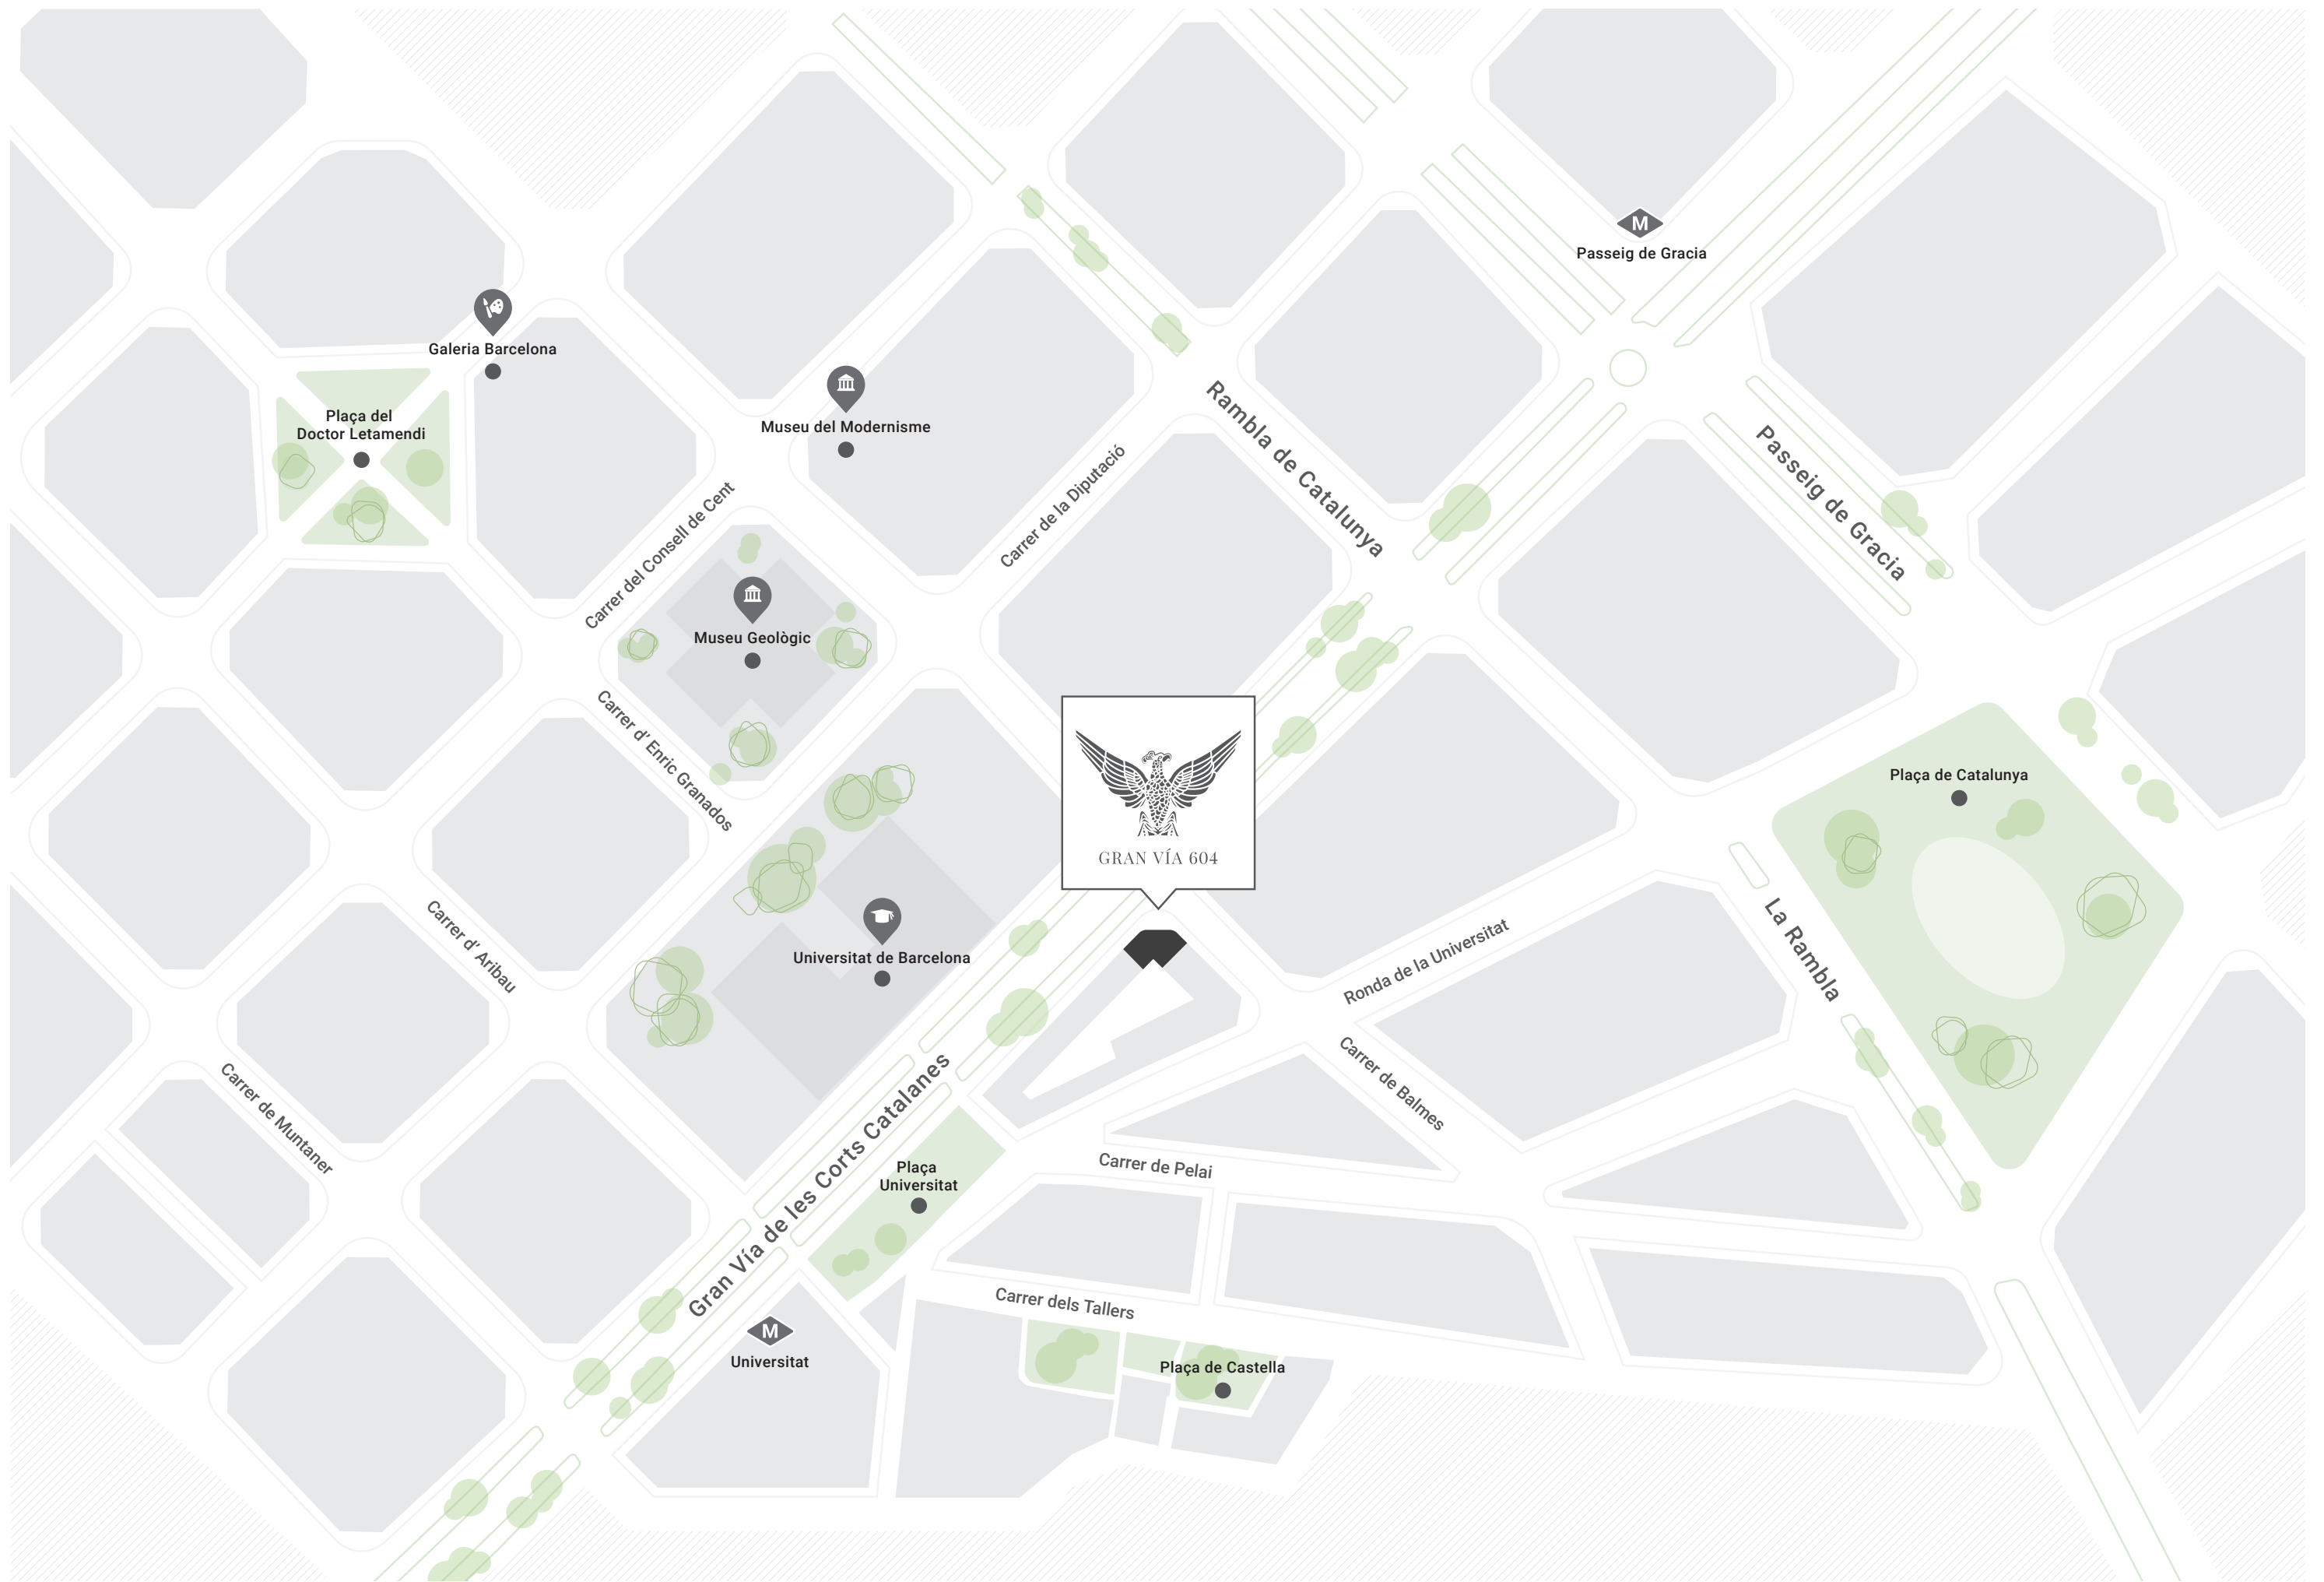 M
Passeig de Gracia
Galeria Barcelona
Plaça del
Doctor Letamendi
Museu del Modernisme
Rambla de Catalunya
Passeig de Gracia
Carrer de la Diputació
Carrer del Consell de Cent
Museu Geològic
Carrer d' Enric Granados
Plaça de Catalunya
GRAN VÍA 604
Carrer d' Aribau
Universitat de Barcelona
La Rambla
Ronda de la Universitat
Carrer de Balmes
Carrer de Muntaner
Gran Vía de les Corts Catalanes
Carrer de Pelai
Plaça
Universitat
Carrer dels Tallers
M
Universitat
Plaça de Castella